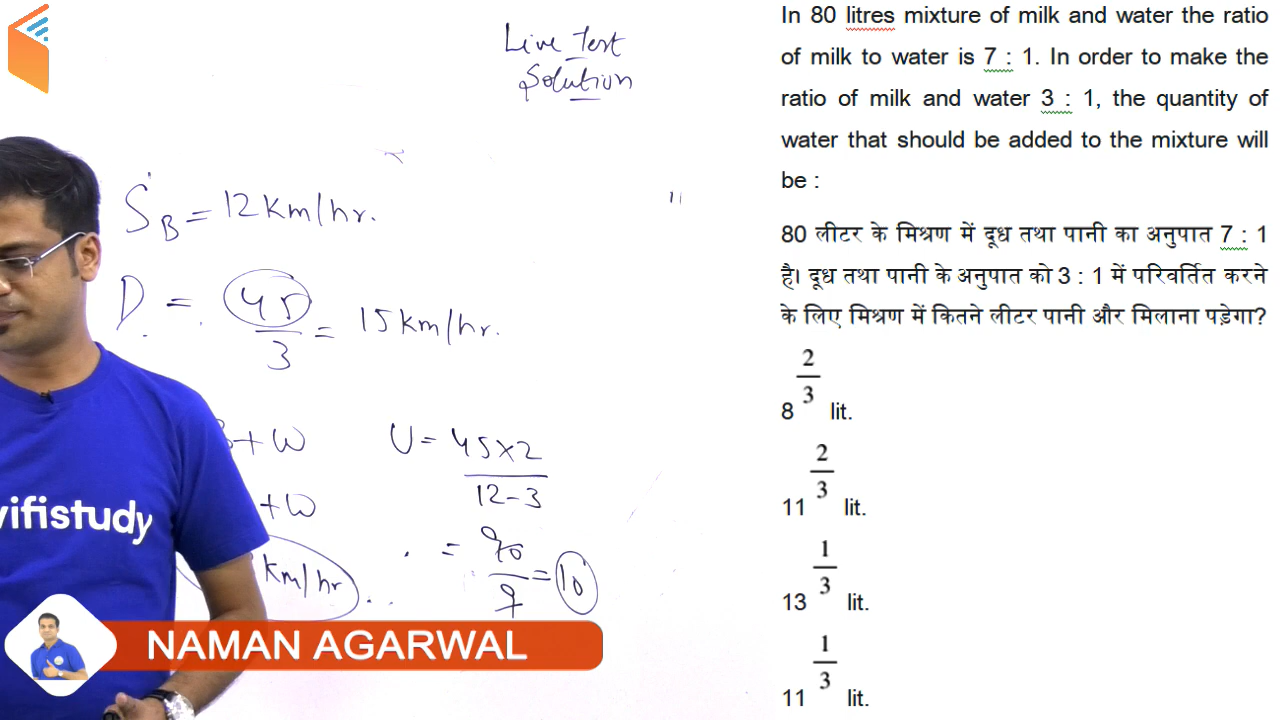 Live Test
Solution
S_B = 12 km/hr.
D = 45/3 = 15 km/hr.
+ W
U = 45×2/12-3
+ W
km/hr
= 90/9 = 10
wifistudy
NAMAN AGARWAL
In 80 litres mixture of milk and water the ratio
of milk to water is 7 : 1. In order to make the
ratio of milk and water 3 : 1, the quantity of
water that should be added to the mixture will
be :
80 लीटर के मिश्रण में दूध तथा पानी का अनुपात 7 : 1
है। दूध तथा पानी के अनुपात को 3 : 1 में परिवर्तित करने
के लिए मिश्रण में कितने लीटर पानी और मिलाना पड़ेगा?
8 2/3 lit.
11 2/3 lit.
13 1/3 lit.
11 1/3 lit.